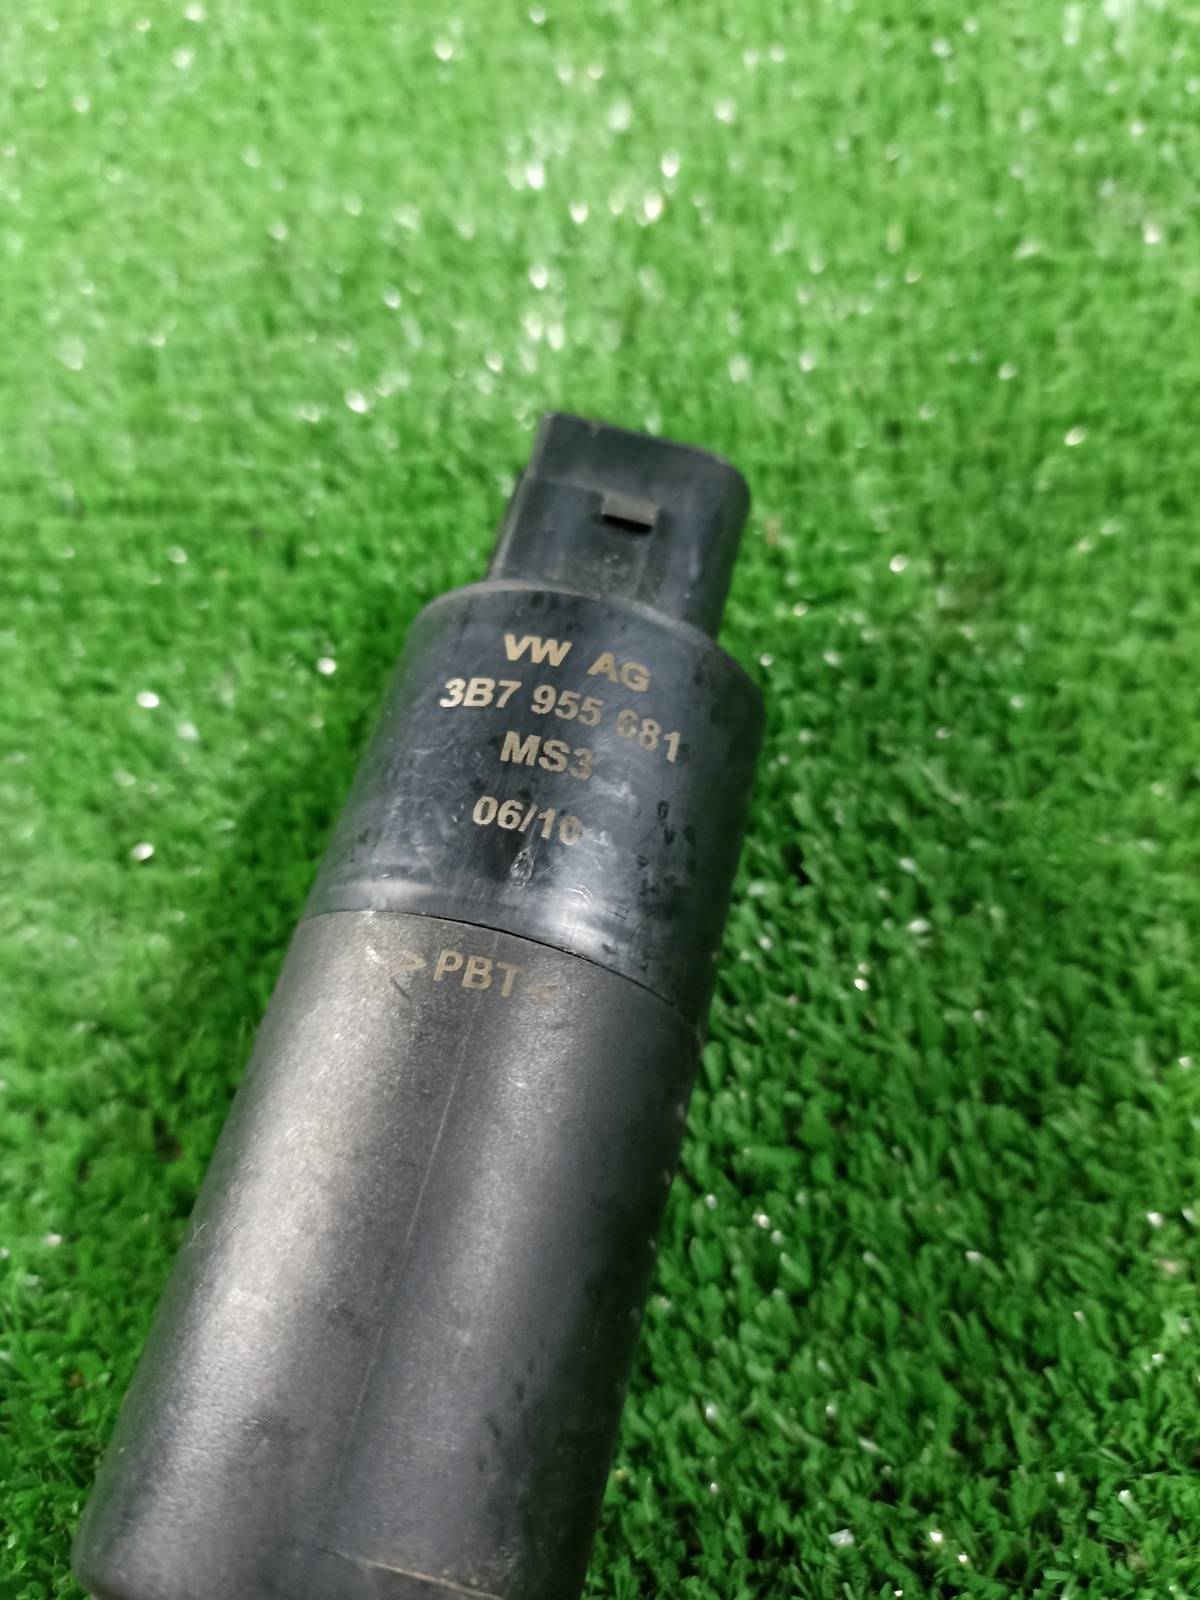 VW AG
3B7 955 681
MS3
06/10
>PBT<